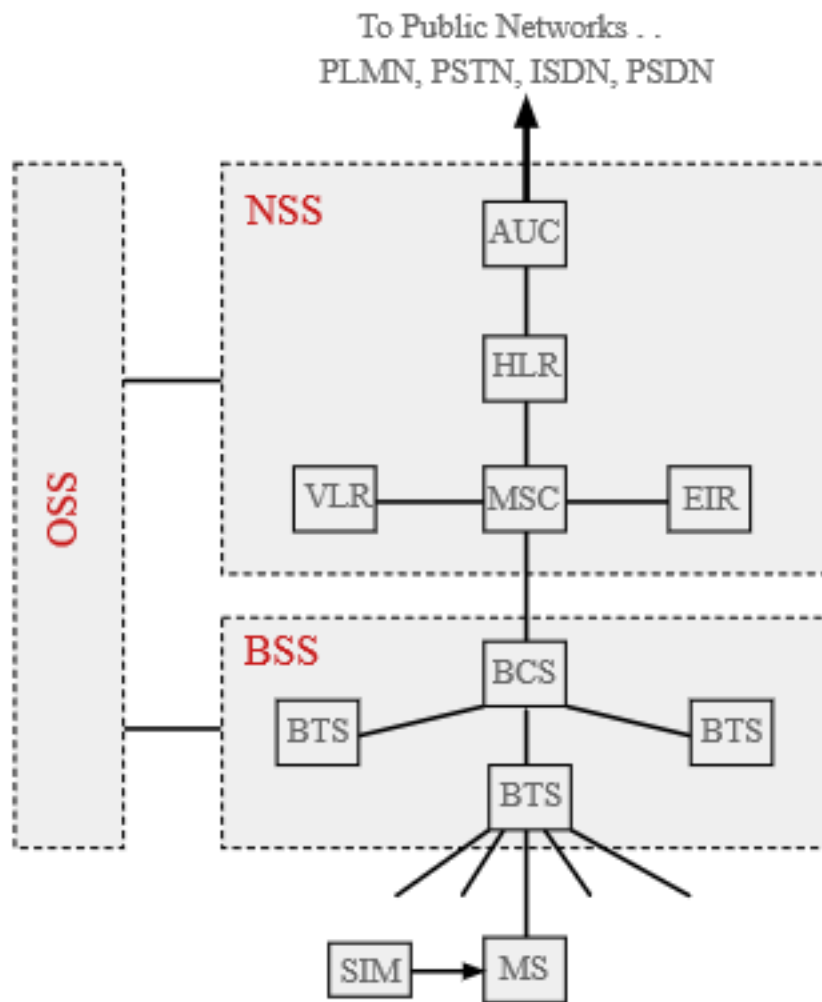 To Public Networks . .
PLMN, PSTN, ISDN, PSDN
NSS
AUC
HLR
VLR
MSC
EIR
OSS
BSS
BCS
BTS
BTS
BTS
SIM
MS